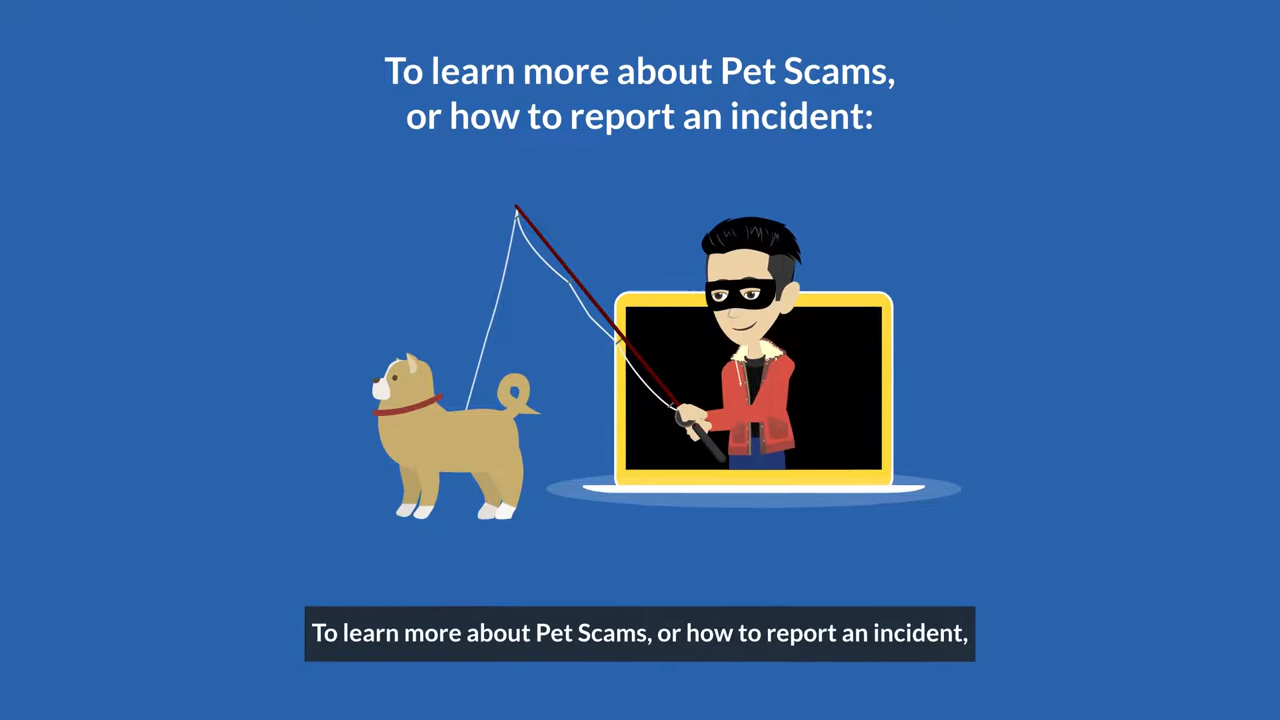 To learn more about Pet Scams,
or how to report an incident:
To learn more about Pet Scams, or how to report an incident,